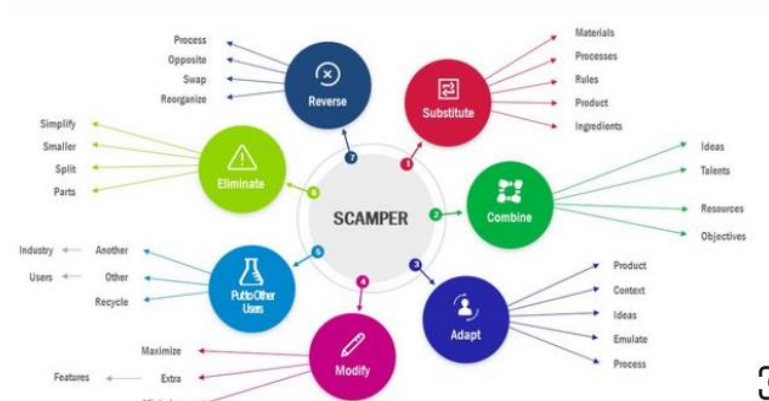 SCAMPER
1
Substitute
Materials
Processes
Rules
Product
Ingredients
2
Combine
Ideas
Talents
Resources
Objectives
3
Adapt
Product
Context
Ideas
Emulate
Process
4
Modify
Maximize
Extra
Features
5
Put to Other
Users
Another
Industry
Other
Users
Recycle
6
Eliminate
Simplify
Smaller
Split
Parts
7
Reverse
Process
Opposite
Swap
Reorganize